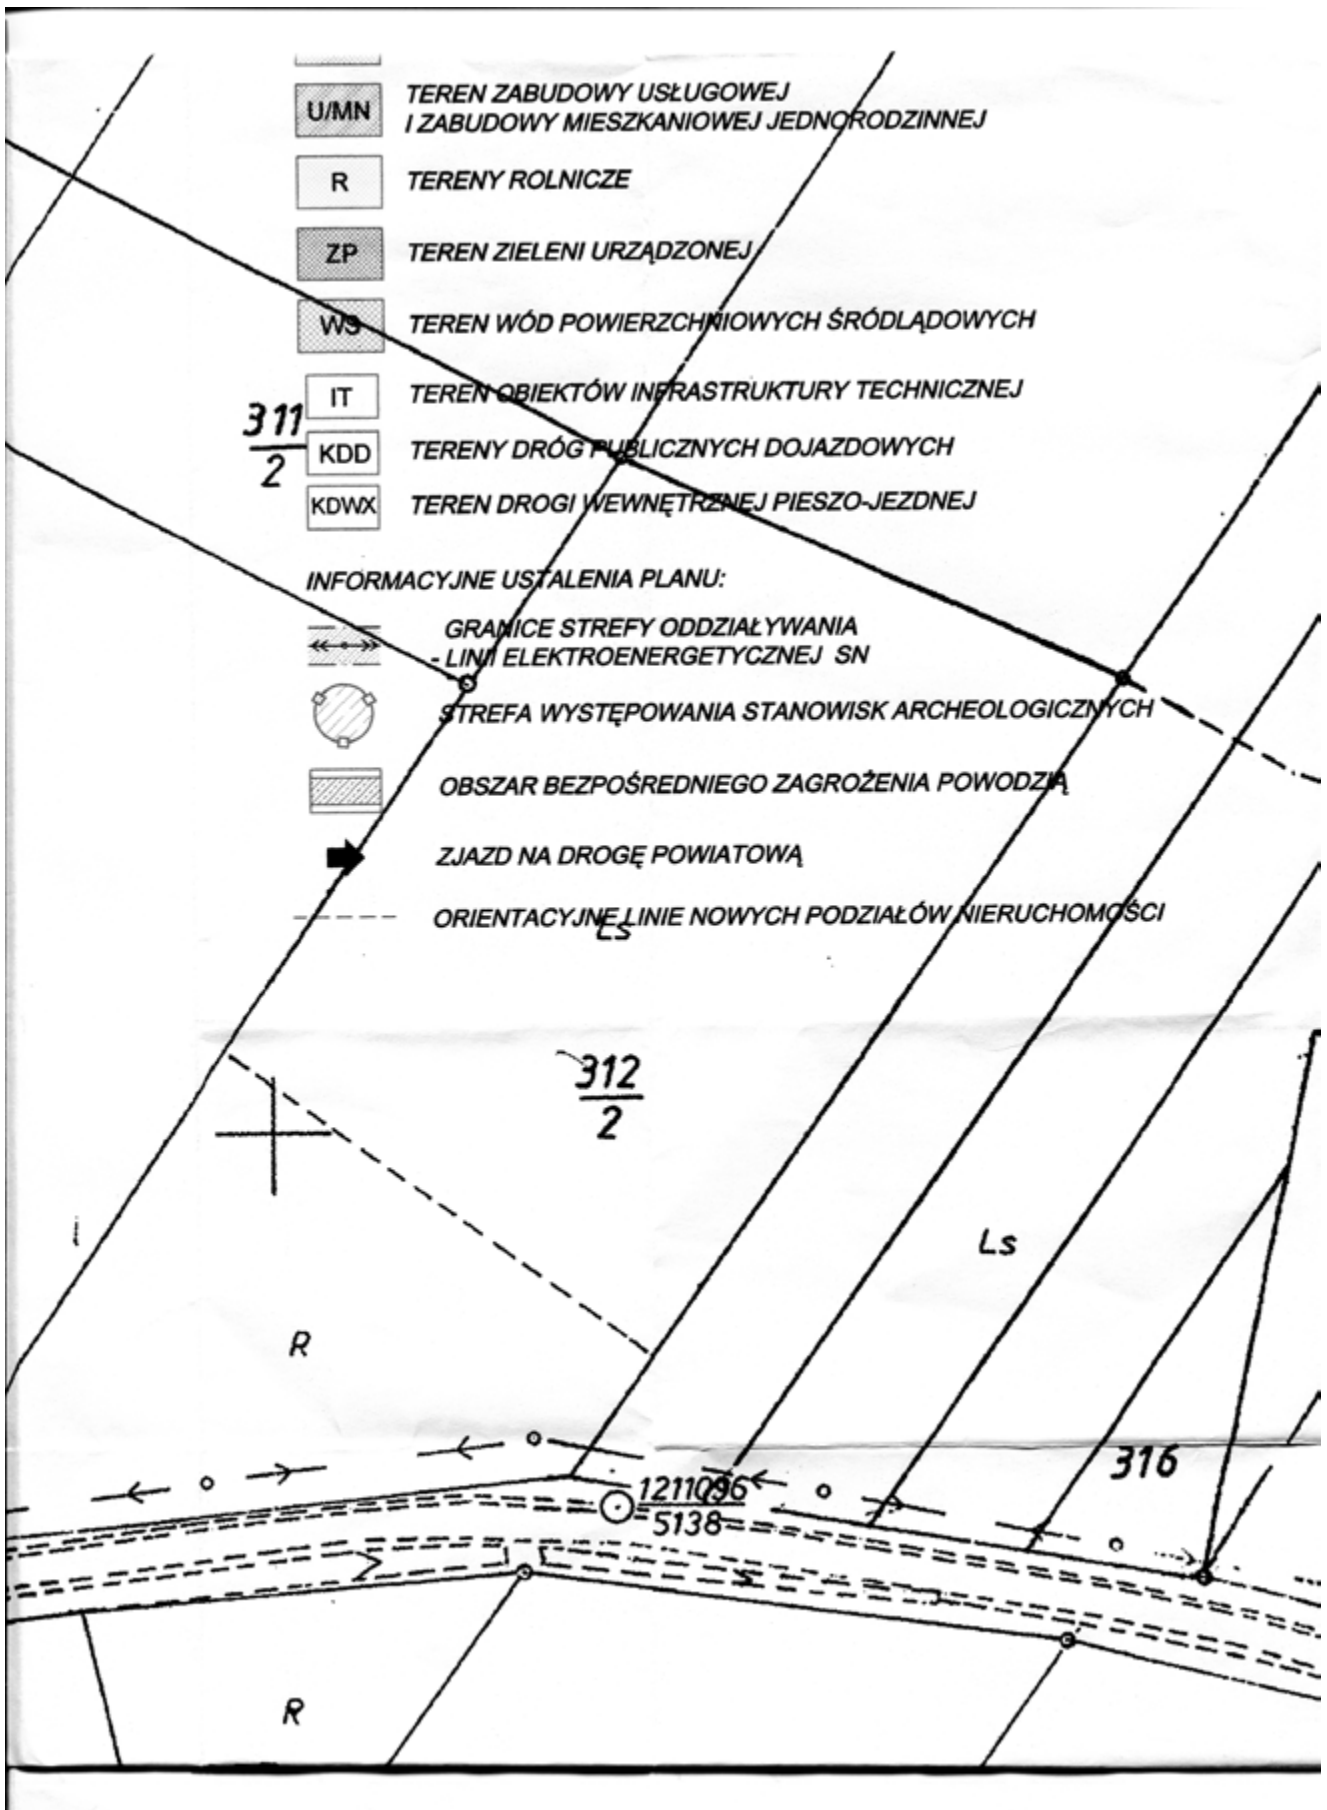 U/MN TEREN ZABUDOWY USŁUGOWEJ
I ZABUDOWY MIESZKANIOWEJ JEDNORODZINNEJ
R TERENY ROLNICZE
ZP TEREN ZIELENI URZĄDZONEJ
WS TEREN WÓD POWIERZCHNIOWYCH ŚRÓDLĄDOWYCH
IT TEREN OBIEKTÓW INFRASTRUKTURY TECHNICZNEJ
311
2
KDD TERENY DRÓG PUBLICZNYCH DOJAZDOWYCH
KDWX TEREN DROGI WEWNĘTRZNEJ PIESZO-JEZDNEJ
INFORMACYJNE USTALENIA PLANU:
GRANICE STREFY ODDZIAŁYWANIA
- LINII ELEKTROENERGETYCZNEJ SN
STREFA WYSTĘPOWANIA STANOWISK ARCHEOLOGICZNYCH
OBSZAR BEZPOŚREDNIEGO ZAGROŻENIA POWODZIĄ
ZJAZD NA DROGĘ POWIATOWĄ
ORIENTACYJNE LINIE NOWYCH PODZIAŁÓW NIERUCHOMOŚCI
Ls
312
2
Ls
R
316
1211096
5138
R